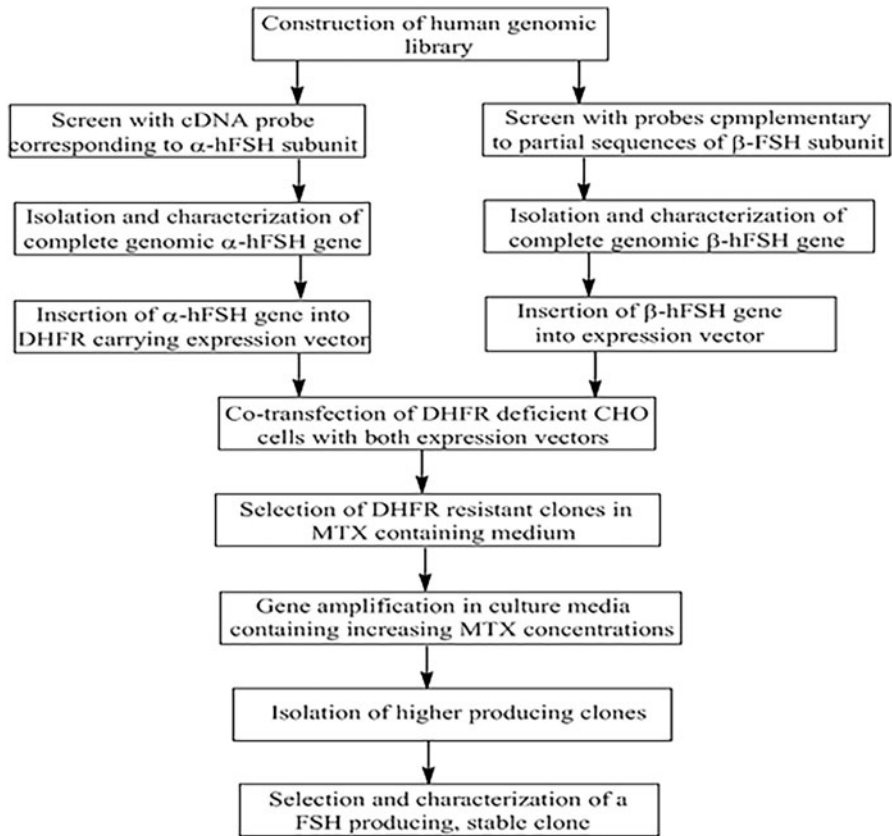 Construction of human genomic
library
Screen with cDNA probe
corresponding to α-hFSH subunit
Screen with probes cpmplementary
to partial sequences of β-FSH subunit
Isolation and characterization of
complete genomic α-hFSH gene
Isolation and characterization of
complete genomic β-hFSH gene
Insertion of α-hFSH gene into
DHFR carrying expression vector
Insertion of β-hFSH gene
into expression vector
Co-transfection of DHFR deficient CHO
cells with both expression vectors
Selection of DHFR resistant clones in
MTX containing medium
Gene amplification in culture media
containing increasing MTX concentrations
Isolation of higher producing clones
Selection and characterization of a
FSH producing, stable clone